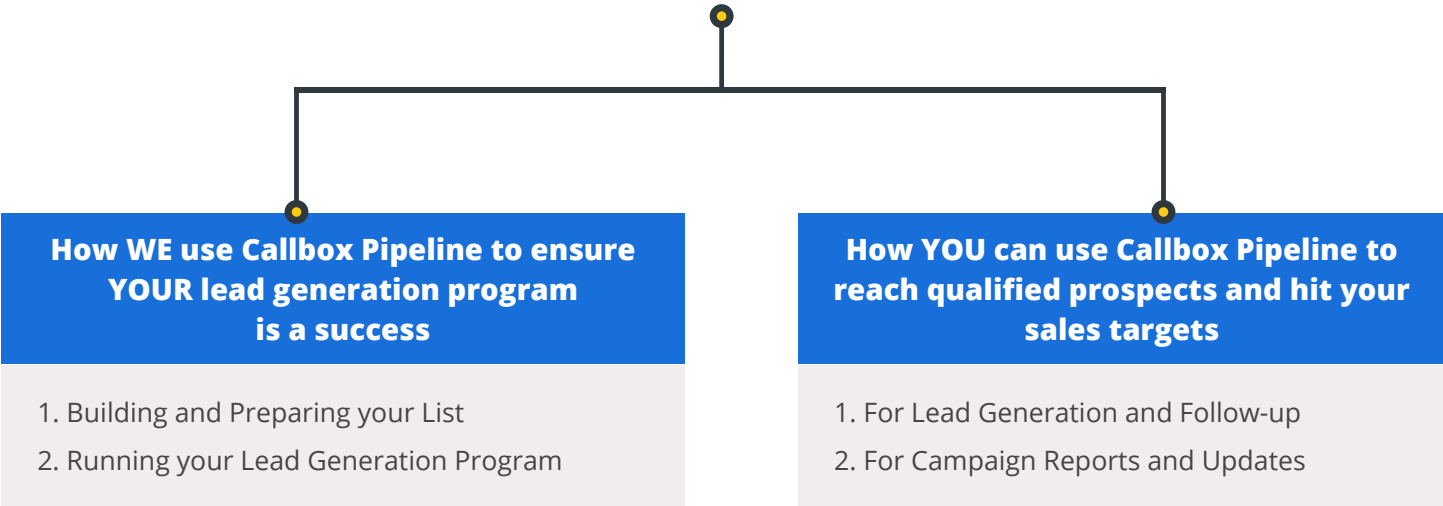 How WE use Callbox Pipeline to ensure
YOUR lead generation program
is a success
1. Building and Preparing your List
2. Running your Lead Generation Program
How YOU can use Callbox Pipeline to
reach qualified prospects and hit your
sales targets
1. For Lead Generation and Follow-up
2. For Campaign Reports and Updates